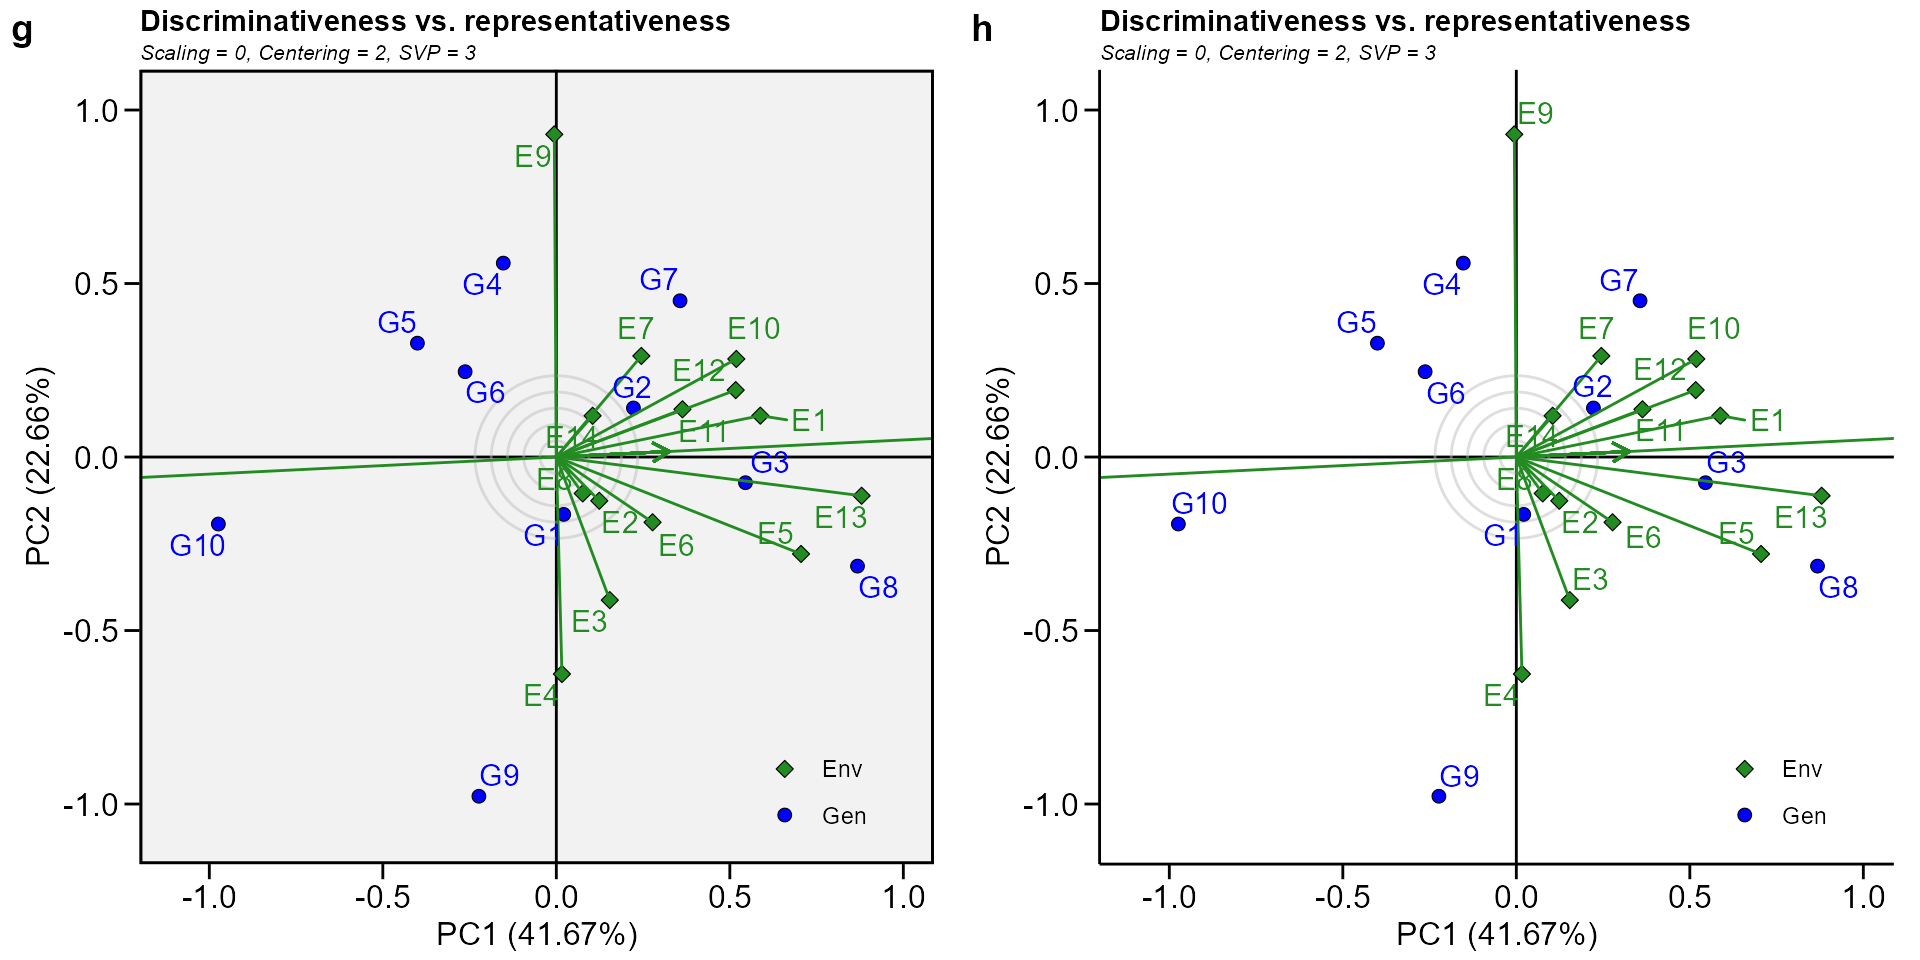 g
Discriminativeness vs. representativeness
Scaling = 0, Centering = 2, SVP = 3
PC2 (22.66%)
1.0
0.5
0.0
-0.5
-1.0
E9
G4
G7
G5
E7
E10
G6
E12
G2
E1
E14
E11
G3
E8
G10
G1
E2
E6
E5
E13
G8
E3
E4
G9
Env
Gen
-1.0
-0.5
0.0
0.5
1.0
PC1 (41.67%)
h
Discriminativeness vs. representativeness
Scaling = 0, Centering = 2, SVP = 3
PC2 (22.66%)
1.0
0.5
0.0
-0.5
-1.0
E9
G4
G7
G5
E7
E10
G6
E12
G2
E1
E14
E11
G3
E8
G10
G1
E2
E6
E5
E13
G8
E3
E4
G9
Env
Gen
-1.0
-0.5
0.0
0.5
1.0
PC1 (41.67%)